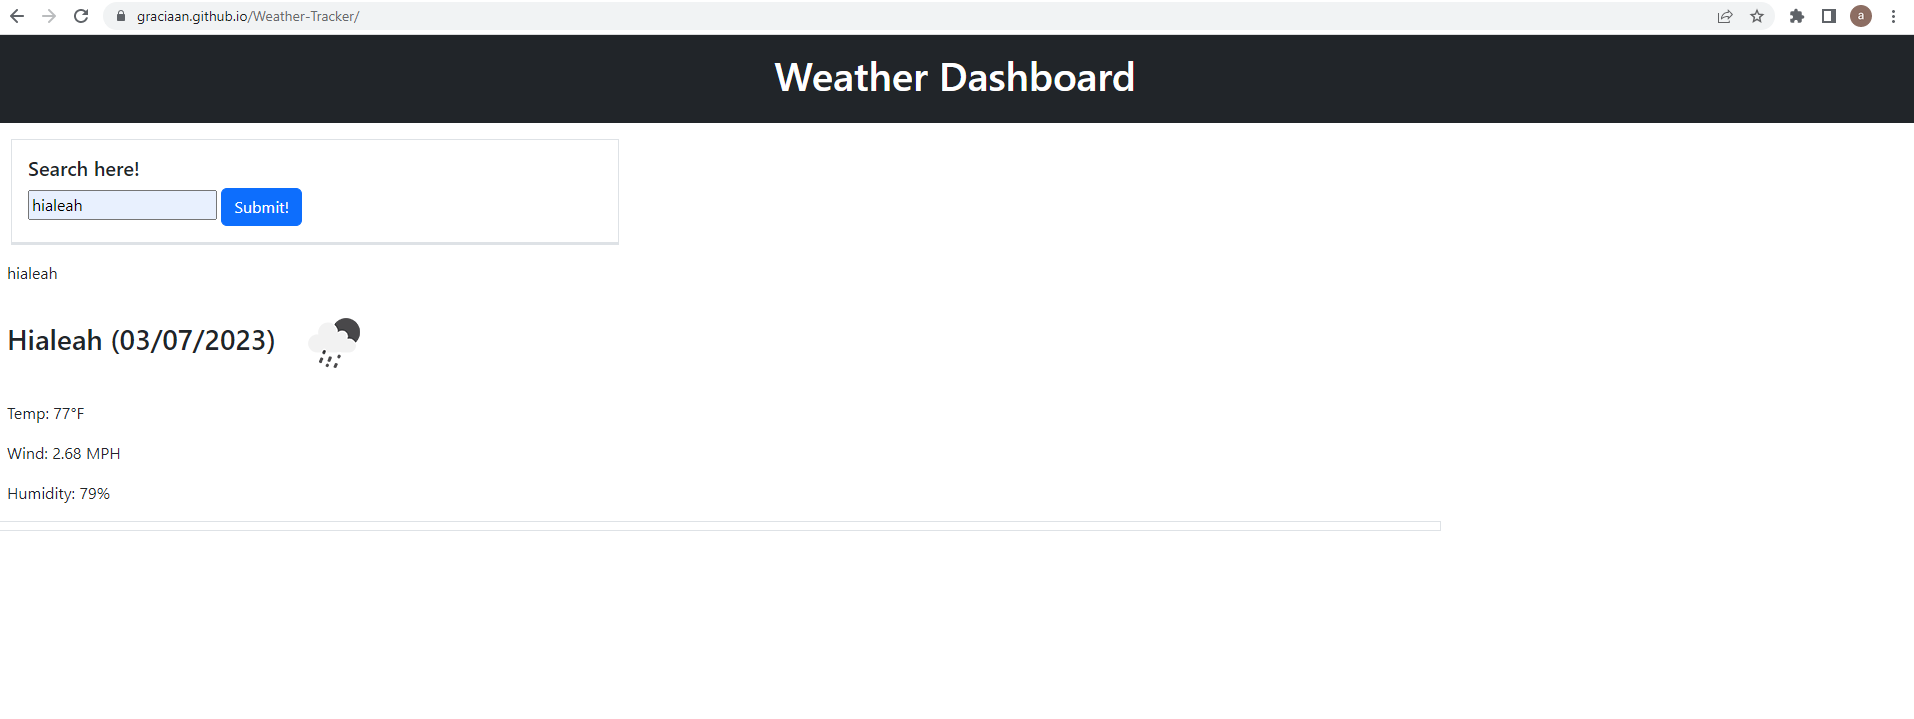 graciaan.github.io/Weather-Tracker/
a
Weather Dashboard
Search here!
hialeah Submit!
hialeah
Hialeah (03/07/2023)
Temp: 77°F
Wind: 2.68 MPH
Humidity: 79%